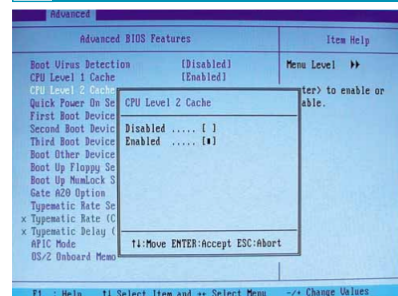 Advanced
Advanced BIOS Features
Item Help
Boot Virus Detection [Disabled]
CPU Level 1 Cache [Enabled]
CPU Level 2 Cache
Quick Power On Se
First Boot Device
Second Boot Devic
Third Boot Device
Boot Other Device
Boot Up Floppy Se
Boot Up NumLock S
Gate A20 Option
Typematic Rate Se
x Typematic Rate (C
x Typematic Delay (
APIC Mode
OS/2 Onboard Memo
CPU Level 2 Cache
Disabled ..... [ ]
Enabled ..... [■]
↑↓:Move ENTER:Accept ESC:Abort
Menu Level ▸▸
ter> to enable or
able.
F1 : Help ↑↓ Select Item and ↔ Select Menu -/+ Change Values